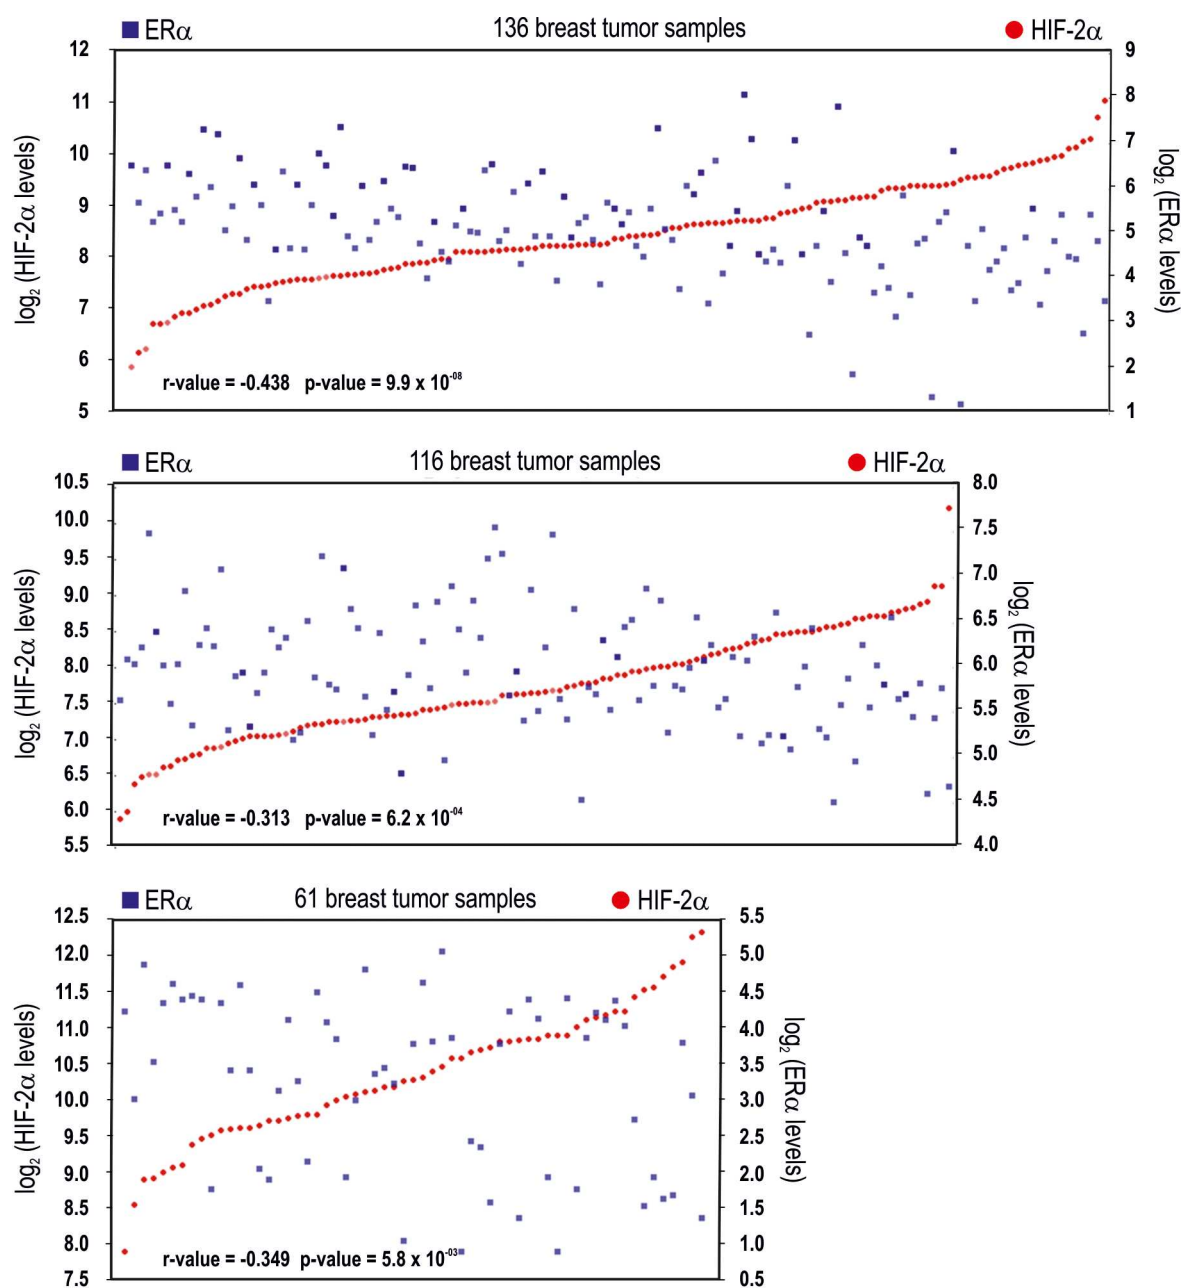 ERα 136 breast tumor samples HIF-2α
12 9
11 8
10 7
9 6
8 5
7 4
6 3
5 2
1
log2 (HIF-2α levels)
log2 (ERα levels)
r-value = -0.438 p-value = 9.9 x 10-08
ERα 116 breast tumor samples HIF-2α
10.5 8.0
10.0 7.5
9.5 7.0
9.0 6.5
8.5 6.0
8.0 5.5
7.5 5.0
7.0 4.5
6.5 4.0
6.0
5.5
log2 (HIF-2α levels)
log2 (ERα levels)
r-value = -0.313 p-value = 6.2 x 10-04
ERα 61 breast tumor samples HIF-2α
12.5 5.5
12.0 5.0
11.5 4.5
11.0 4.0
10.5 3.5
10.0 3.0
9.5 2.5
9.0 2.0
8.5 1.5
8.0 1.0
7.5 0.5
log2 (HIF-2α levels)
log2 (ERα levels)
r-value = -0.349 p-value = 5.8 x 10-03